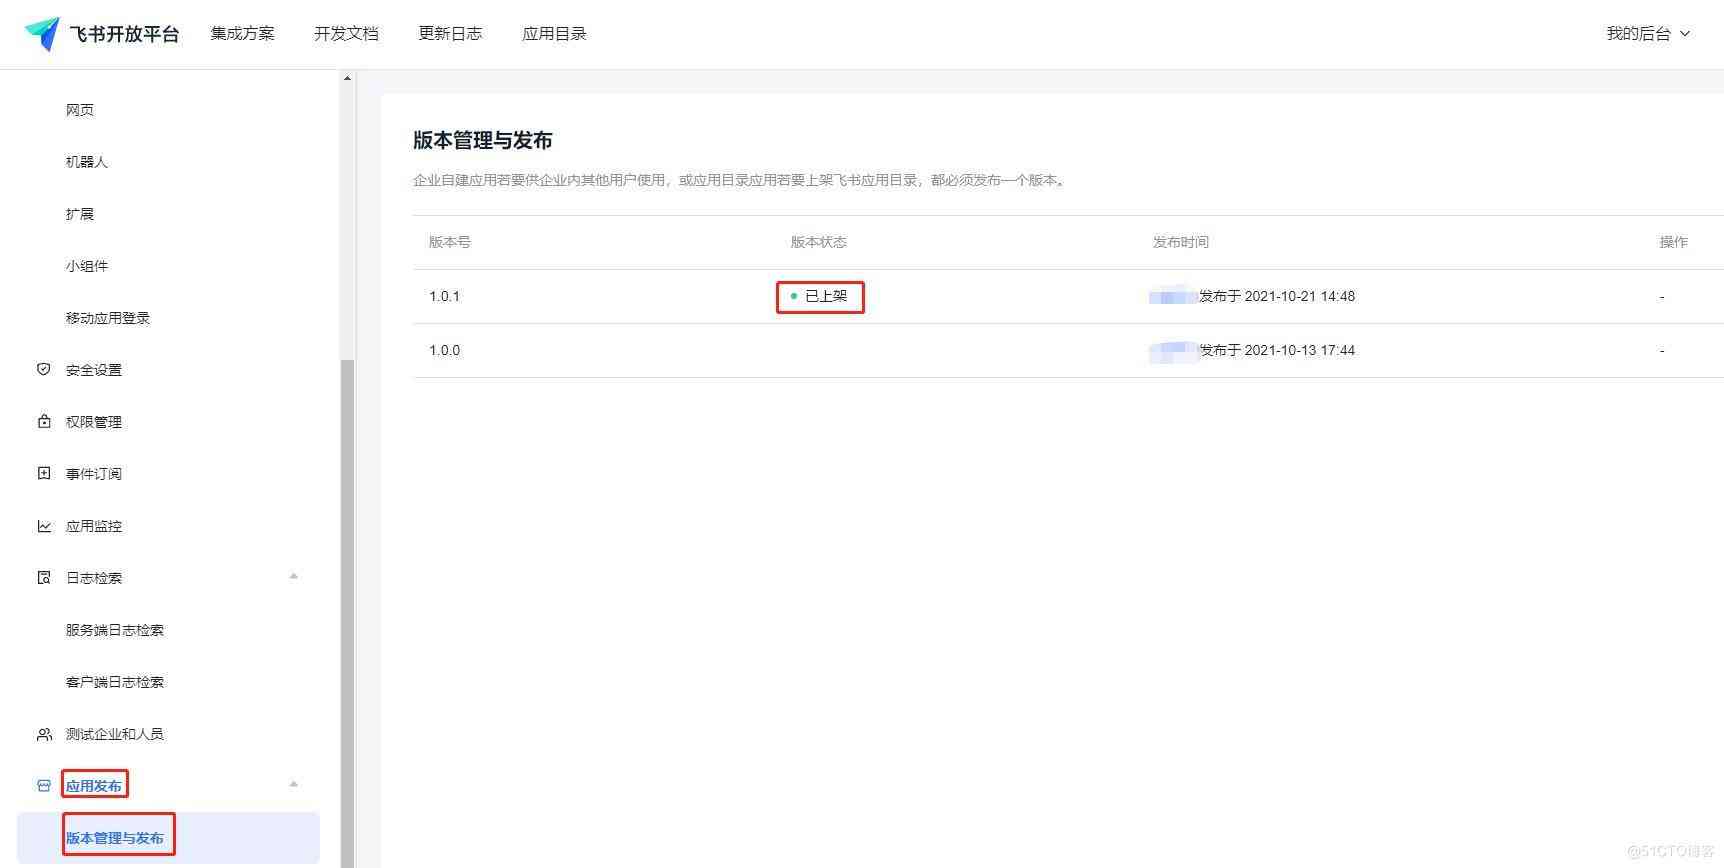 飞书开放平台 集成方案 开发文档 更新日志 应用目录 我的后台
网页
机器人
扩展
小组件
移动应用登录
安全设置
权限管理
事件订阅
应用监控
日志检索
服务端日志检索
客户端日志检索
测试企业和人员
应用发布
版本管理与发布
版本管理与发布
企业自建应用若要供企业内其他用户使用，或应用目录应用若要上架飞书应用目录，都必须发布一个版本。
版本号 版本状态 发布时间 操作
1.0.1 已上架 发布于 2021-10-21 14:48 -
1.0.0 发布于 2021-10-13 17:44 -
@51CTO博客